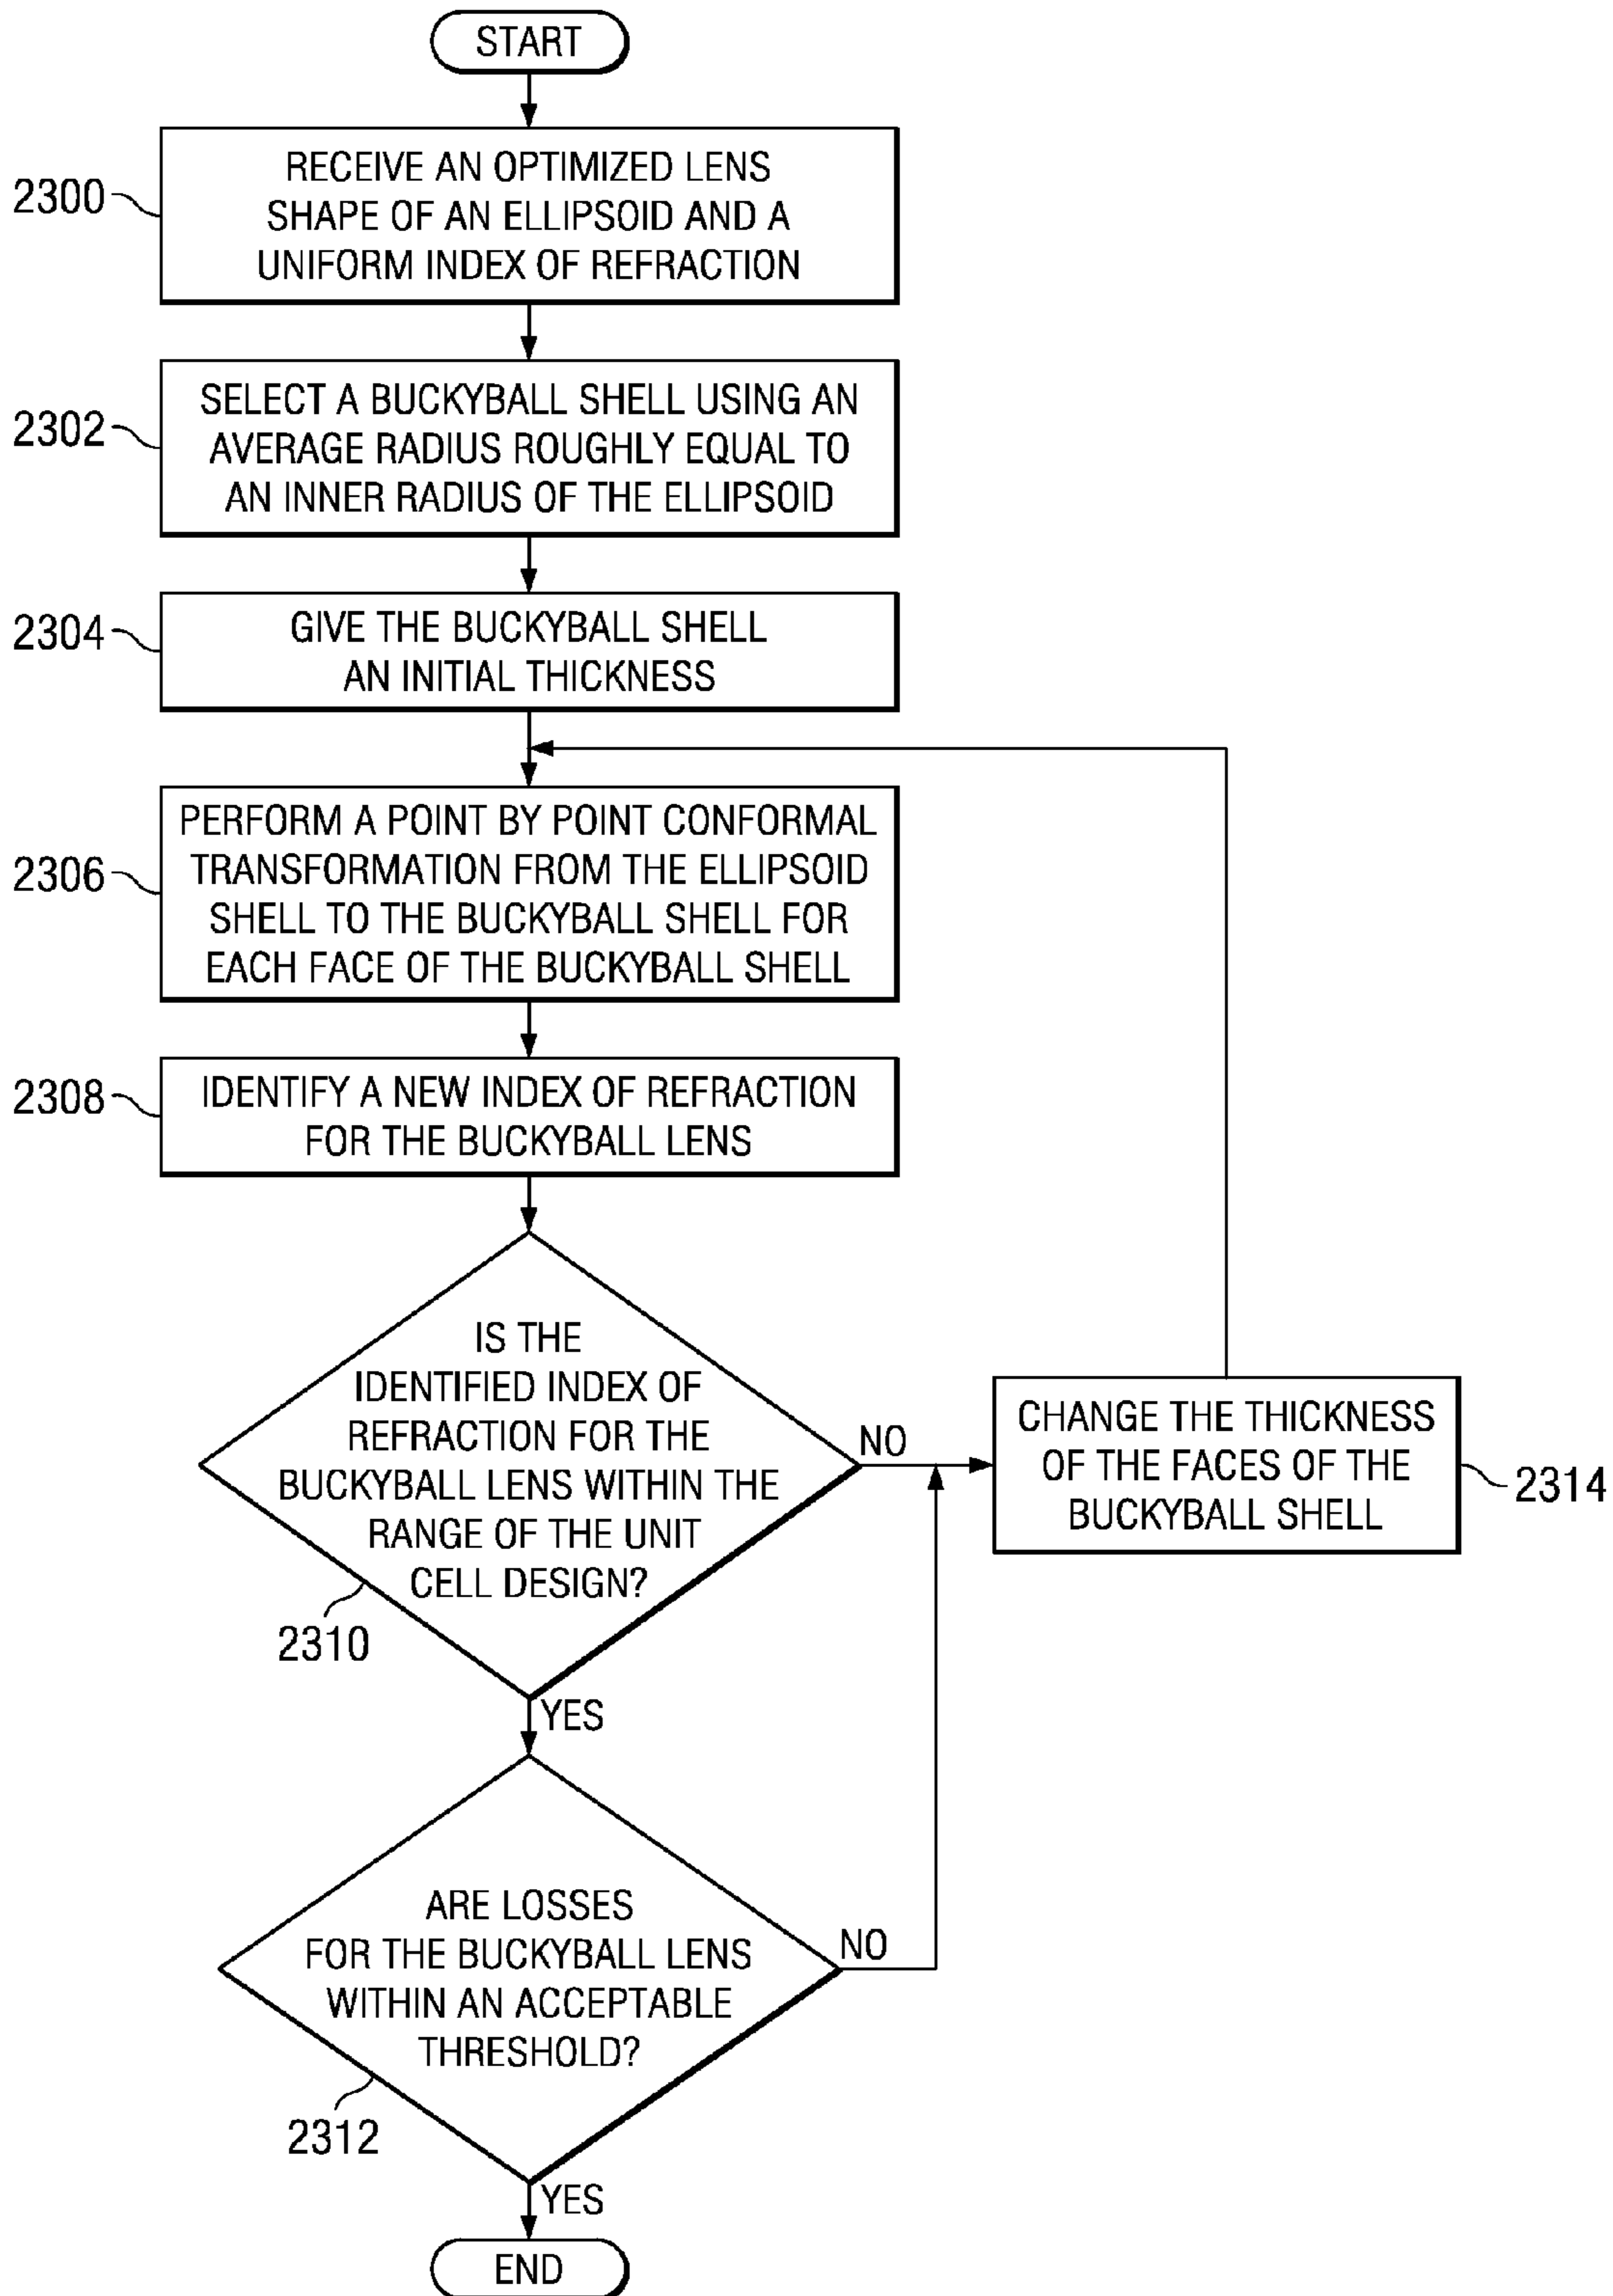 START
2300
RECEIVE AN OPTIMIZED LENS
SHAPE OF AN ELLIPSOID AND A
UNIFORM INDEX OF REFRACTION
2302
SELECT A BUCKYBALL SHELL USING AN
AVERAGE RADIUS ROUGHLY EQUAL TO
AN INNER RADIUS OF THE ELLIPSOID
2304
GIVE THE BUCKYBALL SHELL
AN INITIAL THICKNESS
2306
PERFORM A POINT BY POINT CONFORMAL
TRANSFORMATION FROM THE ELLIPSOID
SHELL TO THE BUCKYBALL SHELL FOR
EACH FACE OF THE BUCKYBALL SHELL
2308
IDENTIFY A NEW INDEX OF REFRACTION
FOR THE BUCKYBALL LENS
IS THE
IDENTIFIED INDEX OF
REFRACTION FOR THE
BUCKYBALL LENS WITHIN THE
RANGE OF THE UNIT
CELL DESIGN?
2310
NO
CHANGE THE THICKNESS
OF THE FACES OF THE
BUCKYBALL SHELL
2314
YES
ARE LOSSES
FOR THE BUCKYBALL LENS
WITHIN AN ACCEPTABLE
THRESHOLD?
2312
NO
YES
END